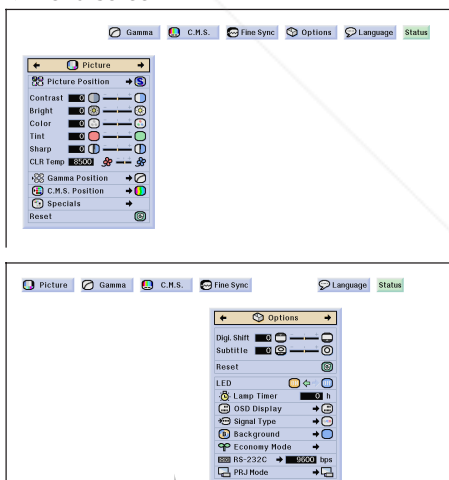 Gamma C.M.S. Fine Sync Options Language Status
Picture
Picture Position S
Contrast 0
Bright 0
Color 0
Tint 0
Sharp 0
CLR Temp 8500
Gamma Position
C.M.S. Position
Specials
Reset
Picture Gamma C.M.S. Fine Sync Language Status
Options
Digi. Shift 0
Subtitle 0
Reset
LED
Lamp Timer 0 h
OSD Display
Signal Type
Background
Economy Mode
RS-232C 9600 bps
PRJ Mode